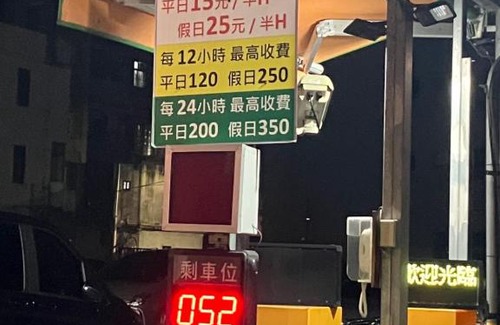 平日15元/半H
假日25元/半H
每12小時 最高收費
平日120 假日250
每24小時 最高收費
平日200 假日350
剩車位
052
歡迎光臨